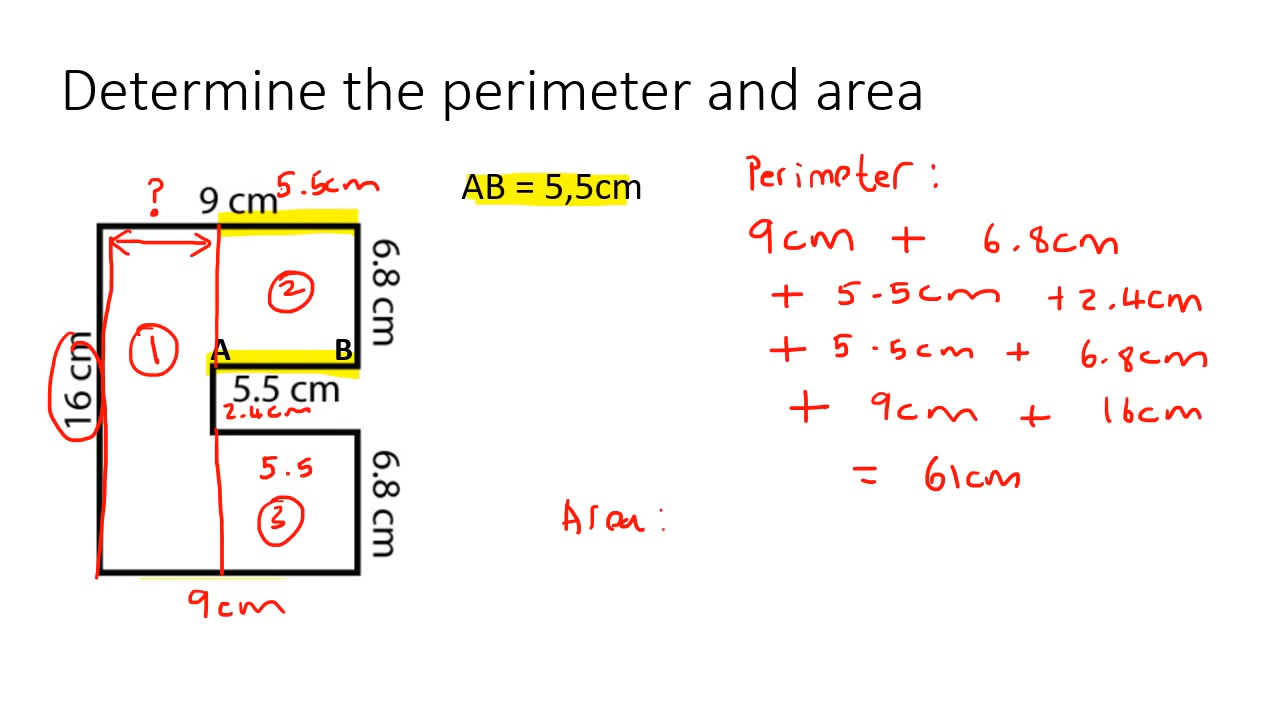 Determine the perimeter and area
?
9 cm
5.5cm
AB = 5,5cm
16 cm
1
2
6.8 cm
A
B
5.5 cm
2.4cm
5.5
3
6.8 cm
9cm
Perimeter:
9cm + 6.8cm
+ 5.5cm + 2.4cm
+ 5.5cm + 6.8cm
+ 9cm + 16cm
= 61cm
Area: